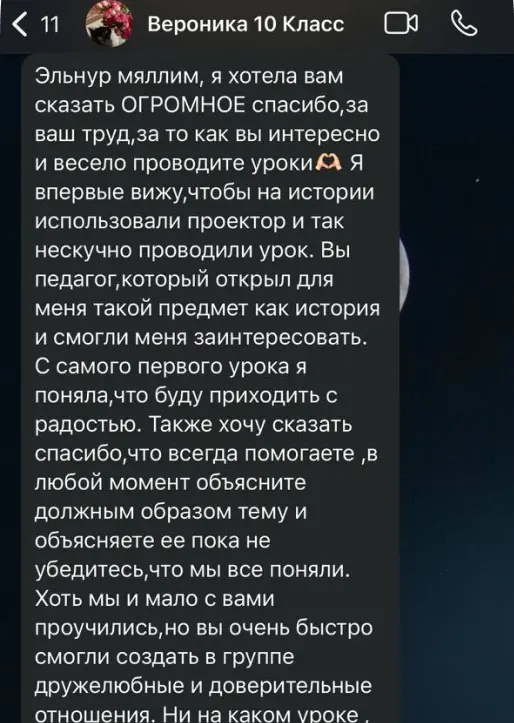 11 Вероника 10 Класс
Эльнур мяллим, я хотела вам
сказать ОГРОМНОЕ спасибо,за
ваш труд,за то как вы интересно
и весело проводите уроки🫶🏻 Я
впервые вижу,чтобы на истории
использовали проектор и так
нескучно проводили урок. Вы
педагог,который открыл для
меня такой предмет как история
и смогли меня заинтересовать.
С самого первого урока я
поняла,что буду приходить с
радостью. Также хочу сказать
спасибо,что всегда помогаете ,в
любой момент объясните
должным образом тему и
объясняете ее пока не
убедитесь,что мы все поняли.
Хоть мы и мало с вами
проучились,но вы очень быстро
смогли создать в группе
дружелюбные и доверительные
отношения. Ни на каком уроке ,